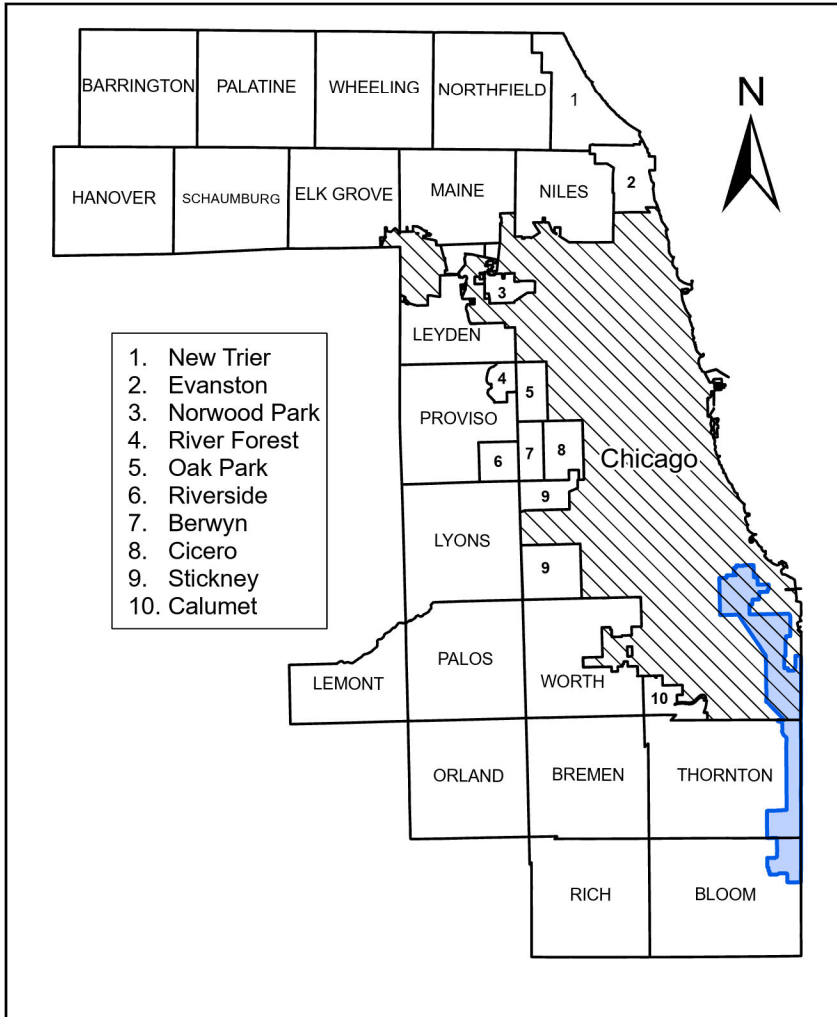 N
BARRINGTON PALATINE WHEELING NORTHFIELD 1
HANOVER SCHAUMBURG ELK GROVE MAINE NILES 2
3
LEYDEN
1. New Trier
2. Evanston
3. Norwood Park
4. River Forest
5. Oak Park
6. Riverside
7. Berwyn
8. Cicero
9. Stickney
10. Calumet
4
5
PROVISO
6 7 8
Chicago
9
LYONS
9
PALOS
LEMONT WORTH 10
ORLAND BREMEN THORNTON
RICH BLOOM